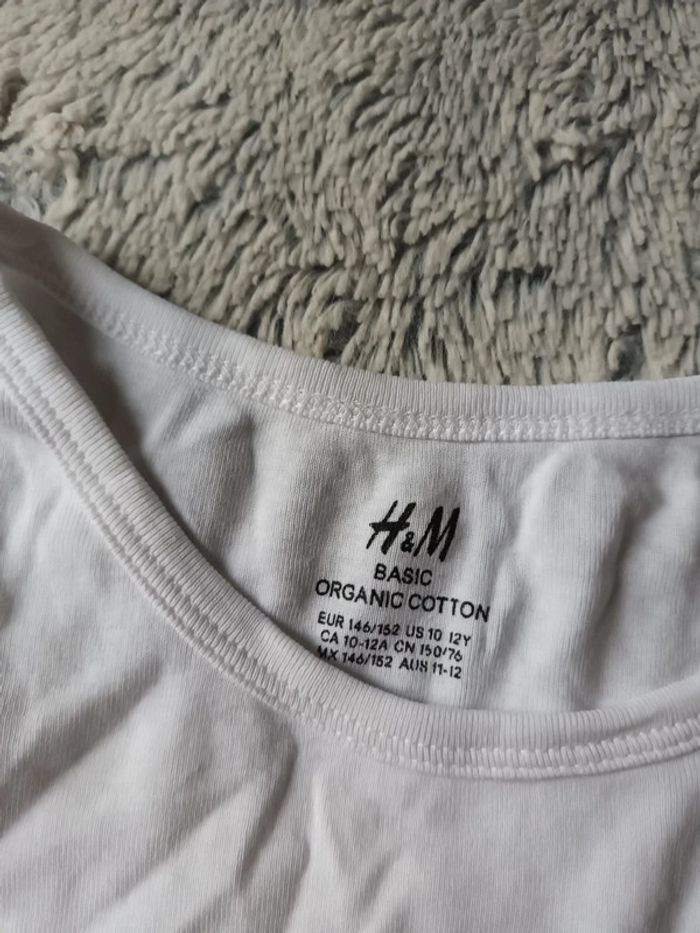 H&M
BASIC
ORGANIC COTTON
EUR 146/152 US 10 12Y
CA 10-12A CN 150/76
MX 146/152 AUS 11-12